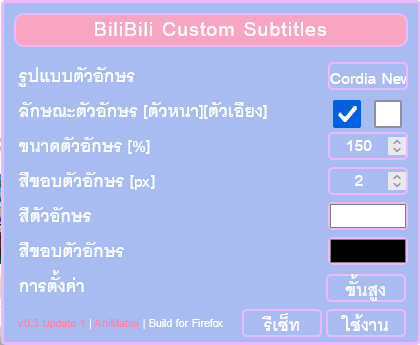 BiliBili Custom Subtitles
รูปแบบตัวอักษร Cordia New
ลักษณะตัวอักษร [ตัวหนา][ตัวเอียง]
ขนาดตัวอักษร [%] 150
สีขอบตัวอักษร [px] 2
สีตัวอักษร
สีขอบตัวอักษร
การตั้งค่า ขั้นสูง
v0.3 Update 1 | AniMatsu | Build for Firefox รีเซ็ท ใช้งาน